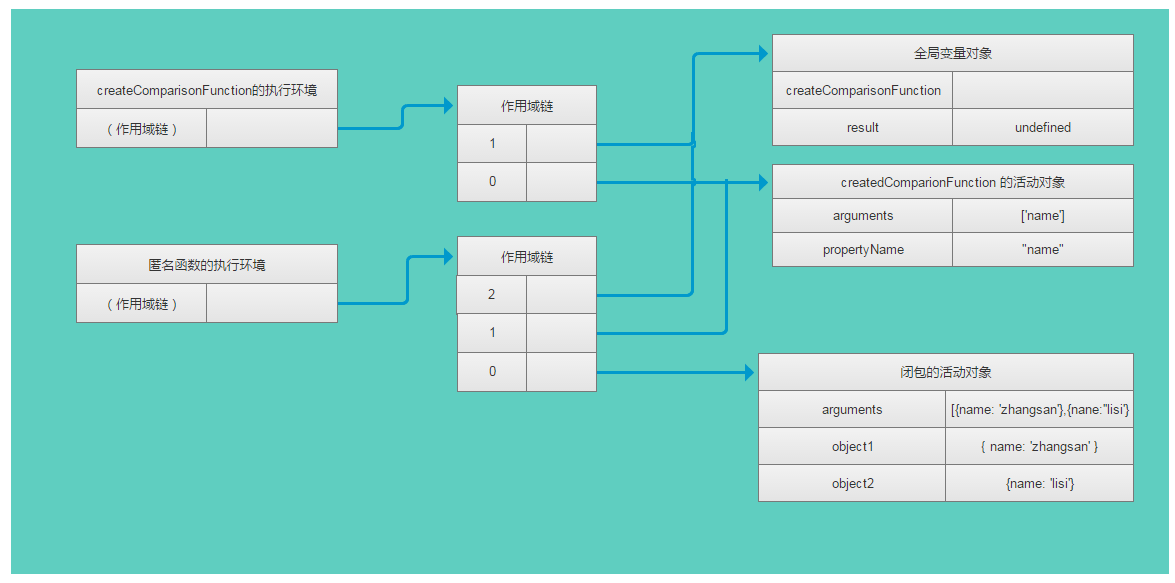 createComparisonFunction的执行环境
（作用域链）
作用域链
1
0
全局变量对象
createComparisonFunction
result undefined
createdComparionFunction 的活动对象
arguments ['name']
propertyName "name"
匿名函数的执行环境
（作用域链）
作用域链
2
1
0
闭包的活动对象
arguments [{name: 'zhangsan'},{nane:"lisi'}
object1 { name: 'zhangsan' }
object2 {name: 'lisi'}